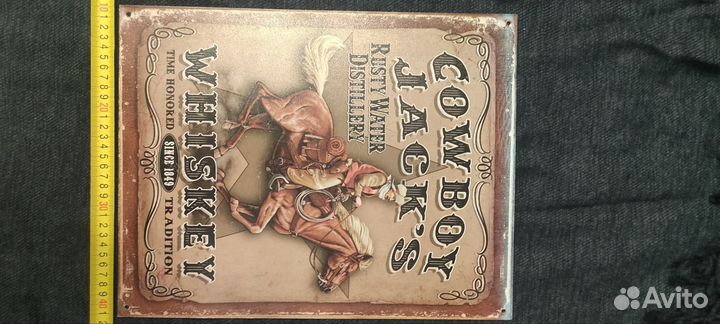 COWBOY
JACK'S
RUSTY WATER
DISTILLERY
WHISKEY
TIME HONORED SINCE 1849 TRADITION
Avito